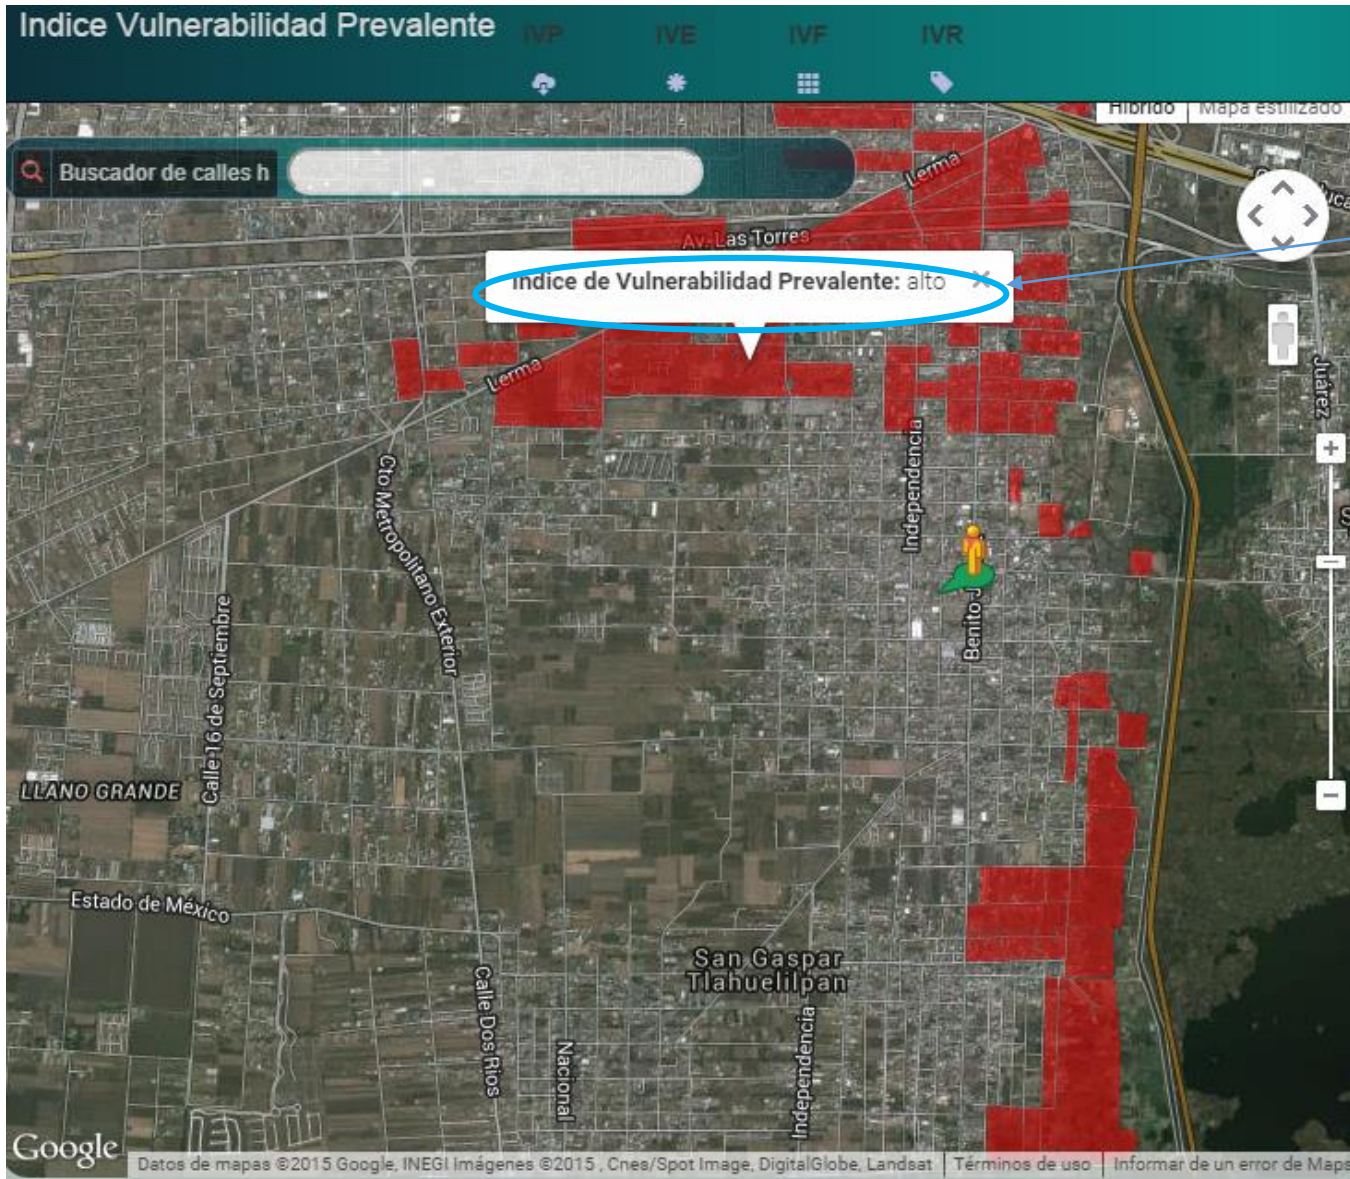 Indice Vulnerabilidad Prevalente
IVP IVE IVF IVR
Híbrido Mapa estilizado
Buscador de calles h
Lerma
Av. Las Torres
Indice de Vulnerabilidad Prevalente: alto ×
Lerma
Juárez
Independencia
Cto Metropolitano Exterior
Calle 16 de Septiembre
Benito J
LLANO GRANDE
Estado de México
San Gaspar
Tlahuelilpan
Calle Dos Rios
Nacional
Independencia
Google
Datos de mapas ©2015 Google, INEGI Imágenes ©2015 , Cnes/Spot Image, DigitalGlobe, Landsat Términos de uso Informar de un error de Maps